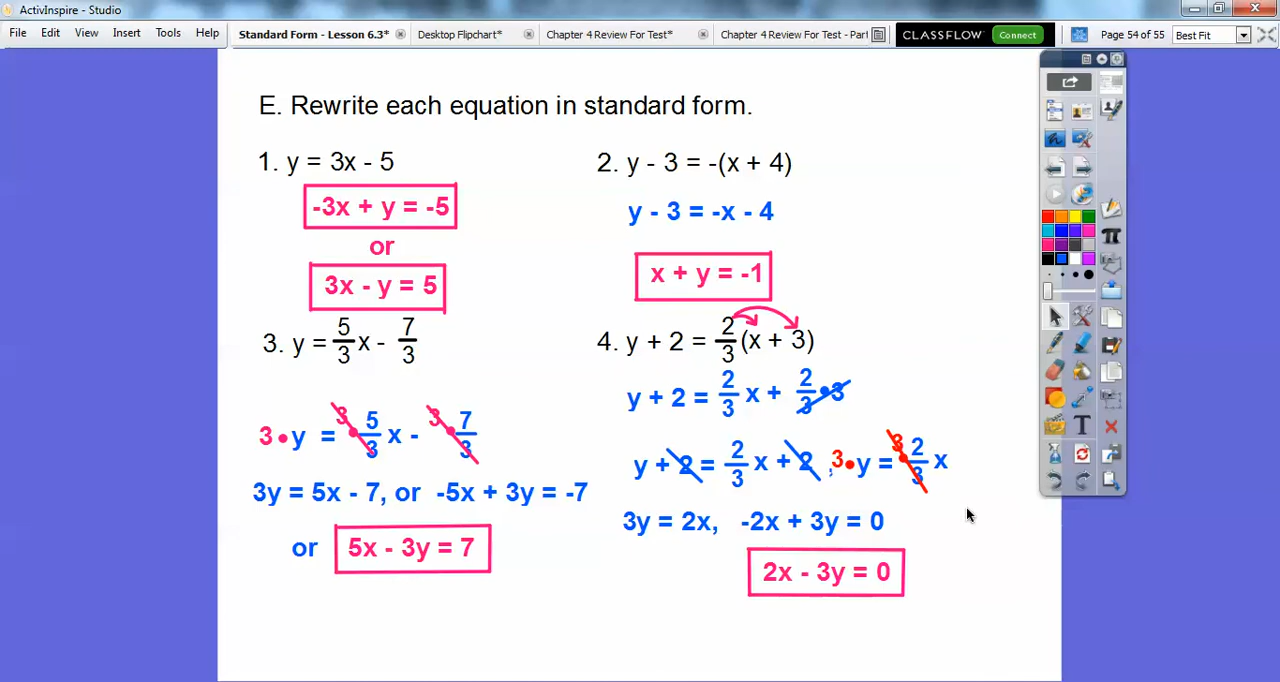 ActivInspire - Studio
File Edit View Insert Tools Help
Standard Form - Lesson 6.3* Desktop Flipchart* Chapter 4 Review For Test* Chapter 4 Review For Test - Part
CLASSFLOW Connect
Page 54 of 55 Best Fit
E. Rewrite each equation in standard form.
1. y = 3x - 5
-3x + y = -5
or
3x - y = 5
2. y - 3 = -(x + 4)
y - 3 = -x - 4
x + y = -1
3. y = 5/3 x - 7/3
3•y = 3•5/3 x - 3•7/3
3y = 5x - 7, or -5x + 3y = -7
or 5x - 3y = 7
4. y + 2 = 2/3 (x + 3)
y + 2 = 2/3 x + 2/3•3
y + 2 = 2/3 x + 2 , 3•y = 3•2/3 x
3y = 2x, -2x + 3y = 0
2x - 3y = 0